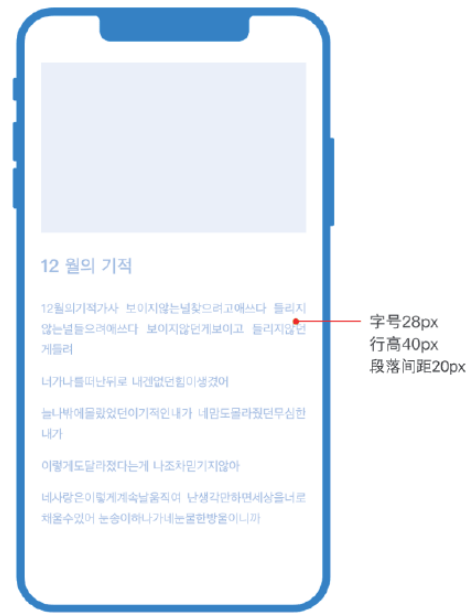 12 월의 기적
12월의기적가사 보이지않는널찾으려고애쓰다 들리지
않는널들으려애쓰다 보이지않던게보이고 들리지않던
게들려
너가나를떠난뒤로 내겐없던힘이생겼어
늘나밖에몰랐었던이기적인내가 네맘도몰라줬던무심한
내가
이렇게도달라졌다는게 나조차믿기지않아
네사랑은이렇게계속날움직여 난생각만하면세상을너로
채울수있어 눈송이하나가네눈물한방울이니까
字号28px
行高40px
段落间距20px